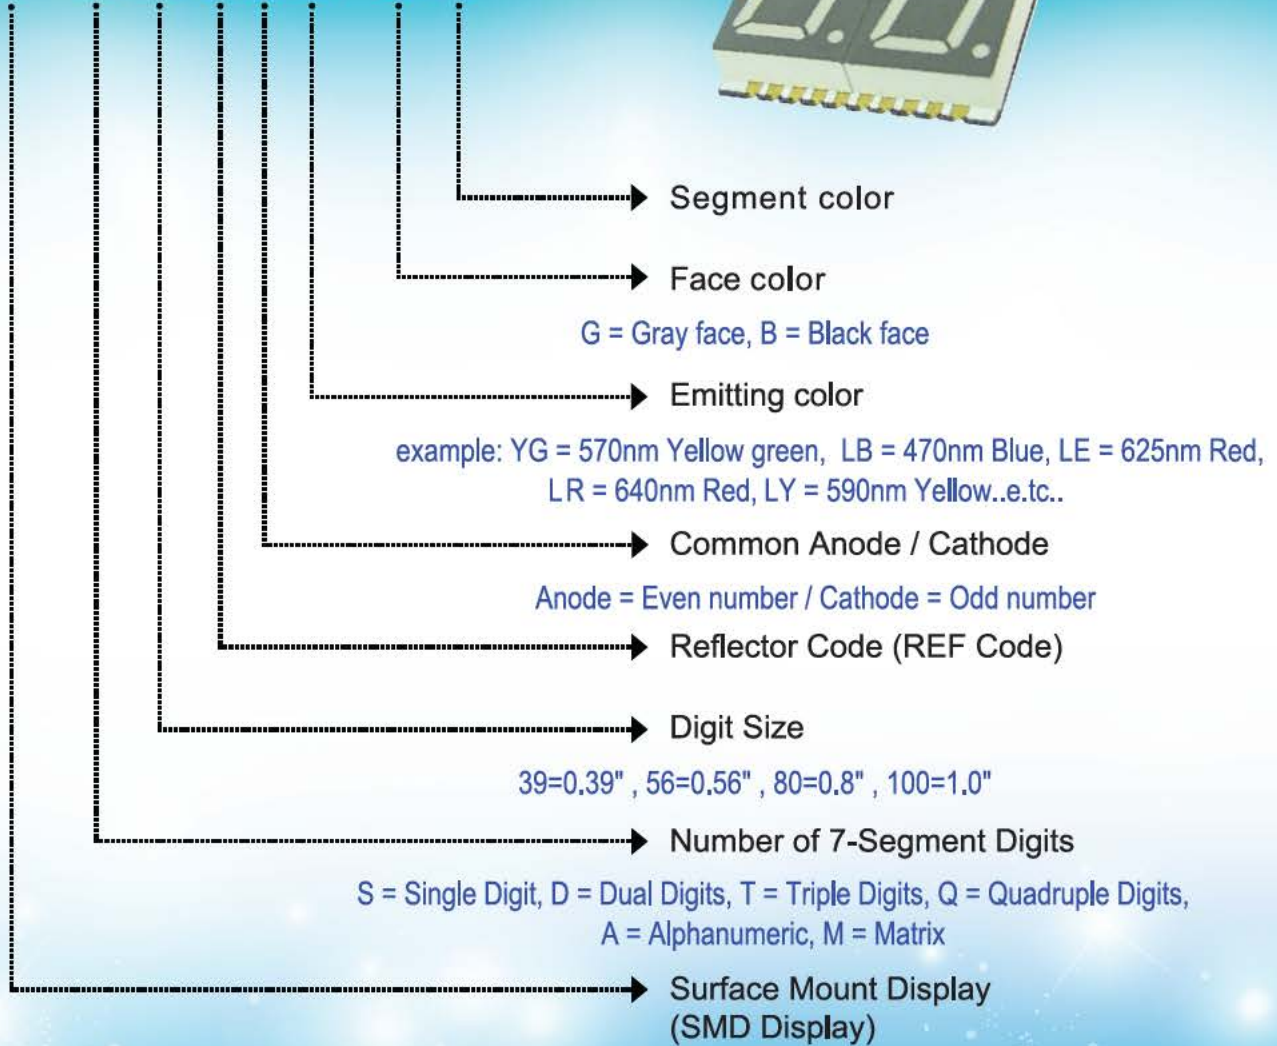 Segment color
Face color
G = Gray face, B = Black face
Emitting color
example: YG = 570nm Yellow green, LB = 470nm Blue, LE = 625nm Red,
LR = 640nm Red, LY = 590nm Yellow..e.tc..
Common Anode / Cathode
Anode = Even number / Cathode = Odd number
Reflector Code (REF Code)
Digit Size
39=0.39" , 56=0.56" , 80=0.8" , 100=1.0"
Number of 7-Segment Digits
S = Single Digit, D = Dual Digits, T = Triple Digits, Q = Quadruple Digits,
A = Alphanumeric, M = Matrix
Surface Mount Display
(SMD Display)